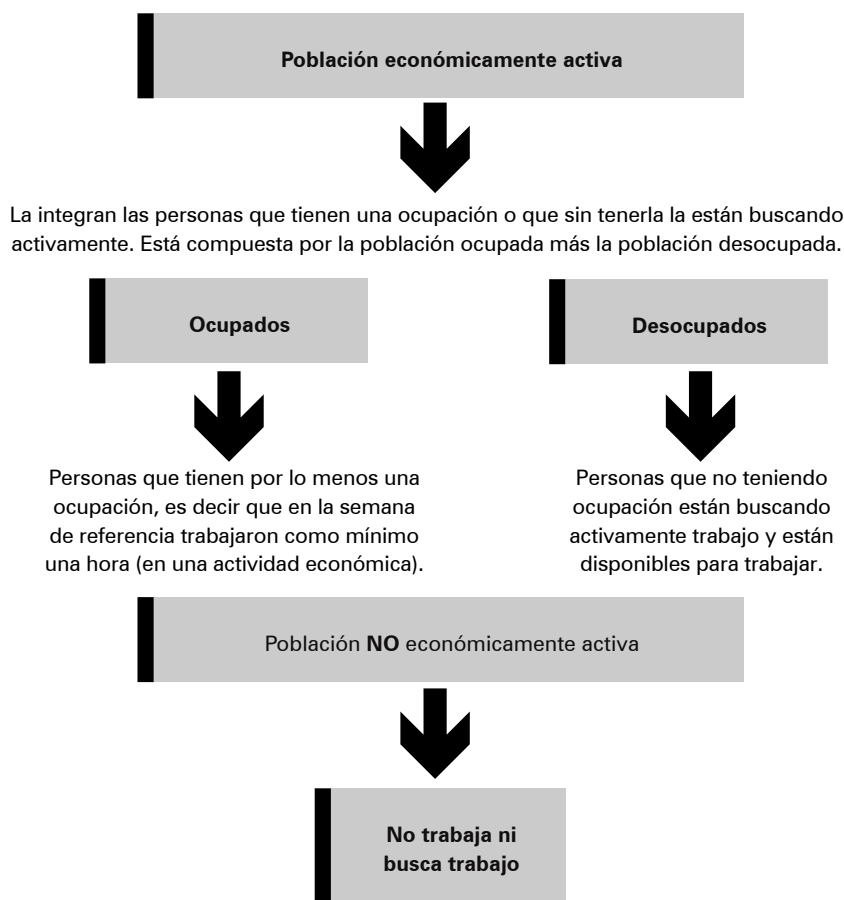 Población económicamente activa
La integran las personas que tienen una ocupación o que sin tenerla la están buscando
activamente. Está compuesta por la población ocupada más la población desocupada.
Ocupados
Personas que tienen por lo menos una
ocupación, es decir que en la semana
de referencia trabajaron como mínimo
una hora (en una actividad económica).
Desocupados
Personas que no teniendo
ocupación están buscando
activamente trabajo y están
disponibles para trabajar.
Población NO económicamente activa
No trabaja ni
busca trabajo